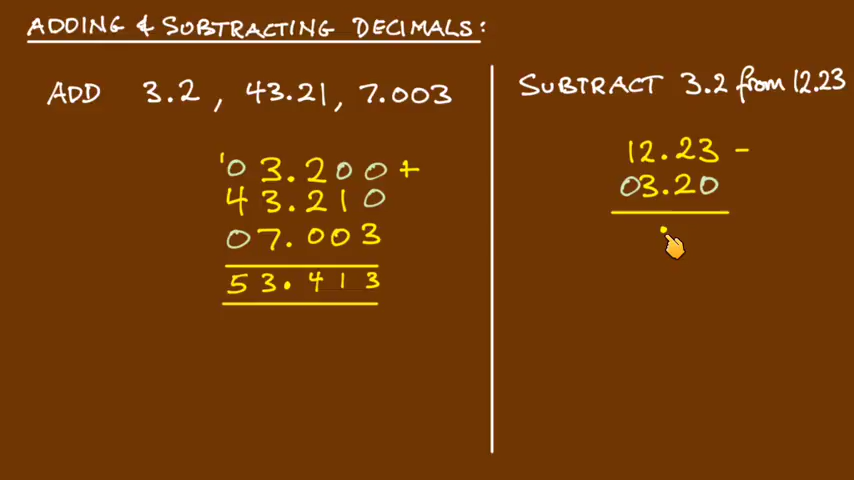 ADDING & SUBTRACTING DECIMALS:
ADD 3.2, 43.21, 7.003
1
03.200+
43.210
07.003
53.413
SUBTRACT 3.2 from 12.23
12.23 -
03.20
.